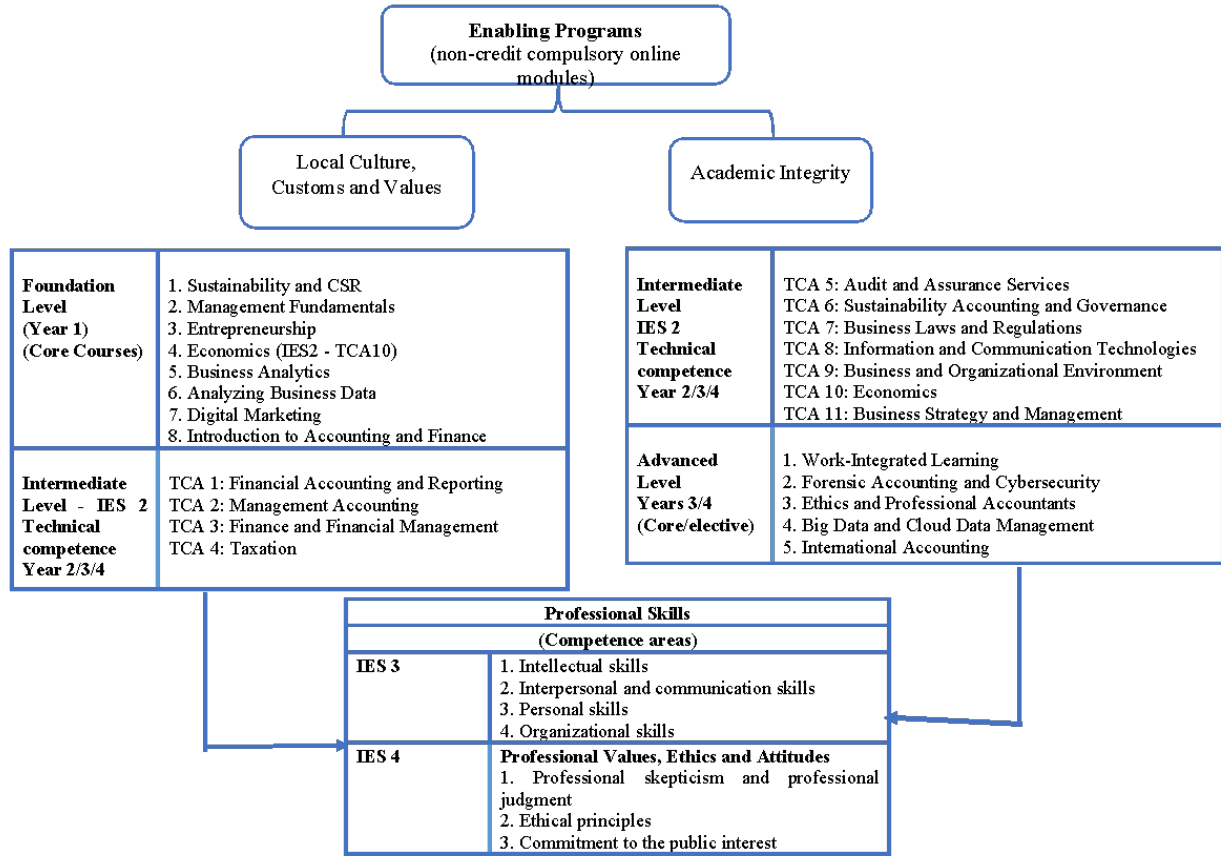 Enabling Programs
(non-credit compulsory online
modules)
Local Culture,
Customs and Values
Academic Integrity
Foundation
Level
(Year 1)
(Core Courses)
1. Sustainability and CSR
2. Management Fundamentals
3. Entrepreneurship
4. Economics (IES2 - TCA10)
5. Business Analytics
6. Analyzing Business Data
7. Digital Marketing
8. Introduction to Accounting and Finance
Intermediate
Level - IES 2
Technical
competence
Year 2/3/4
TCA 1: Financial Accounting and Reporting
TCA 2: Management Accounting
TCA 3: Finance and Financial Management
TCA 4: Taxation
Intermediate
Level
IES 2
Technical
competence
Year 2/3/4
TCA 5: Audit and Assurance Services
TCA 6: Sustainability Accounting and Governance
TCA 7: Business Laws and Regulations
TCA 8: Information and Communication Technologies
TCA 9: Business and Organizational Environment
TCA 10: Economics
TCA 11: Business Strategy and Management
Advanced
Level
Years 3/4
(Core/elective)
1. Work-Integrated Learning
2. Forensic Accounting and Cybersecurity
3. Ethics and Professional Accountants
4. Big Data and Cloud Data Management
5. International Accounting
Professional Skills
(Competence areas)
IES 3
1. Intellectual skills
2. Interpersonal and communication skills
3. Personal skills
4. Organizational skills
IES 4
Professional Values, Ethics and Attitudes
1. Professional skepticism and professional
judgment
2. Ethical principles
3. Commitment to the public interest